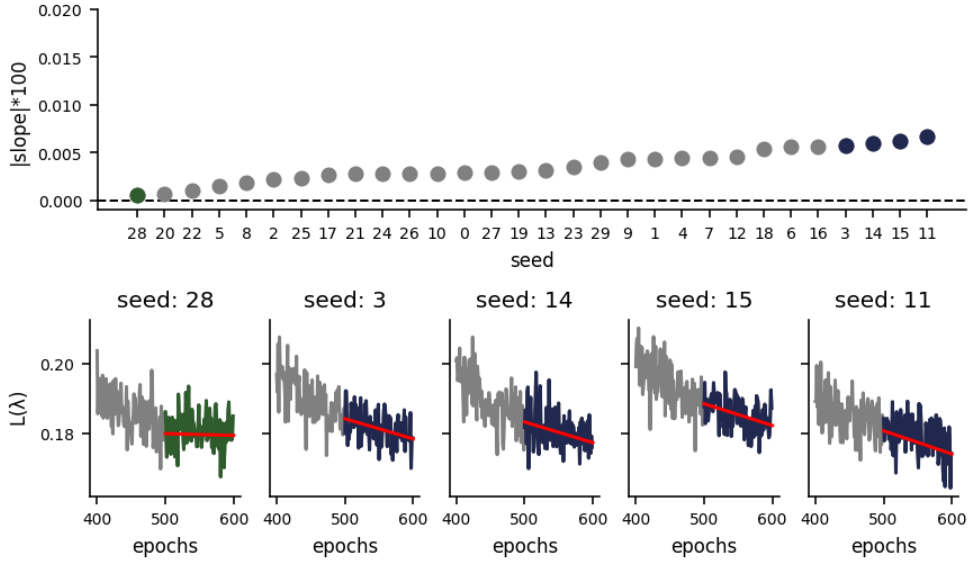 0.020
0.015
0.010
0.005
0.000
|slope|*100
28 20 22 5 8 2 25 17 21 24 26 10 0 27 19 13 23 29 9 1 4 7 12 18 6 16 3 14 15 11
seed
seed: 28 seed: 3 seed: 14 seed: 15 seed: 11
0.20
0.18
L(λ)
400 500 600 400 500 600 400 500 600 400 500 600 400 500 600
epochs epochs epochs epochs epochs